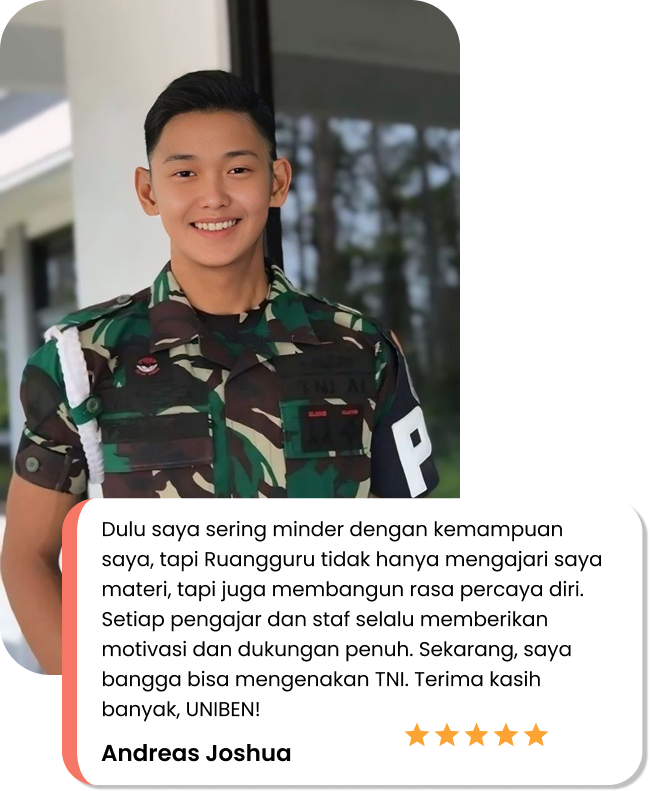 TNI AD
P
Dulu saya sering minder dengan kemampuan
saya, tapi Ruangguru tidak hanya mengajari saya
materi, tapi juga membangun rasa percaya diri.
Setiap pengajar dan staf selalu memberikan
motivasi dan dukungan penuh. Sekarang, saya
bangga bisa mengenakan TNI. Terima kasih
banyak, UNIBEN!
Andreas Joshua